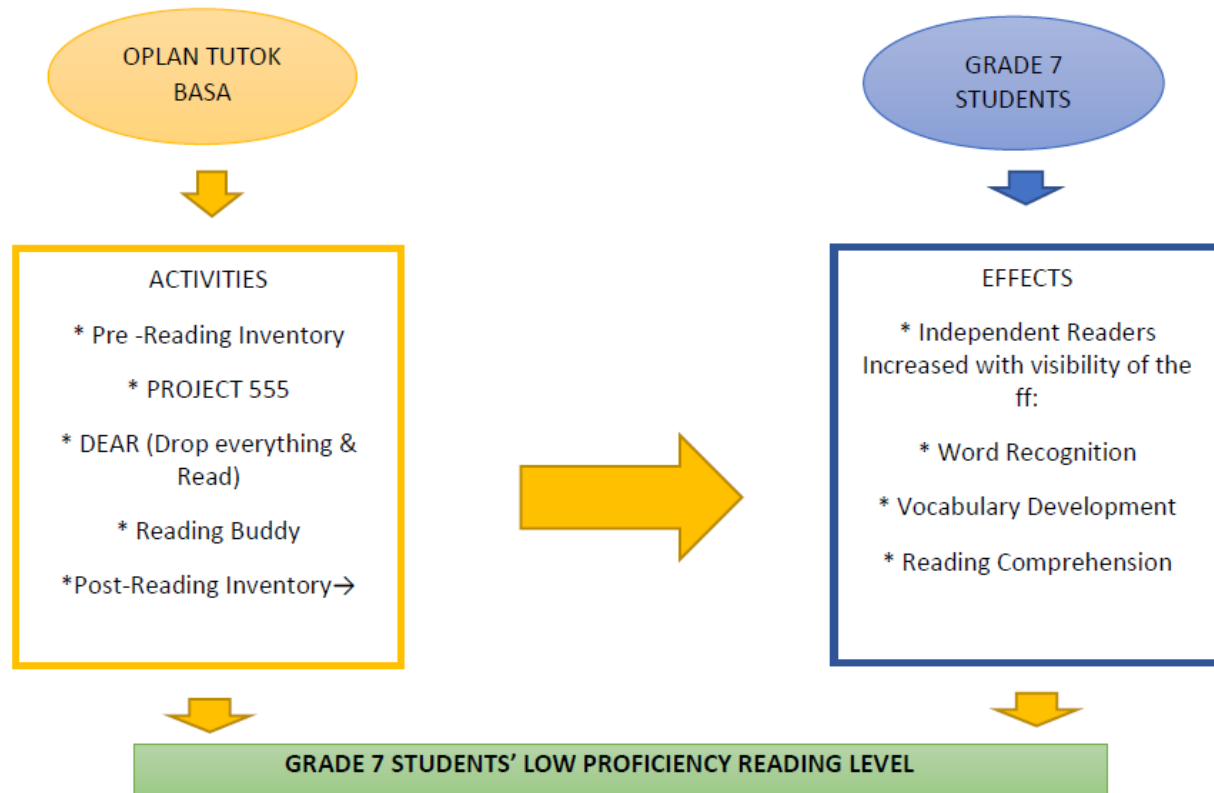 OPLAN TUTOK
BASA
GRADE 7
STUDENTS
ACTIVITIES
* Pre -Reading Inventory
* PROJECT 555
* DEAR (Drop everything &
Read)
* Reading Buddy
*Post-Reading Inventory→
EFFECTS
* Independent Readers
Increased with visibility of the
ff:
* Word Recognition
* Vocabulary Development
* Reading Comprehension
GRADE 7 STUDENTS’ LOW PROFICIENCY READING LEVEL